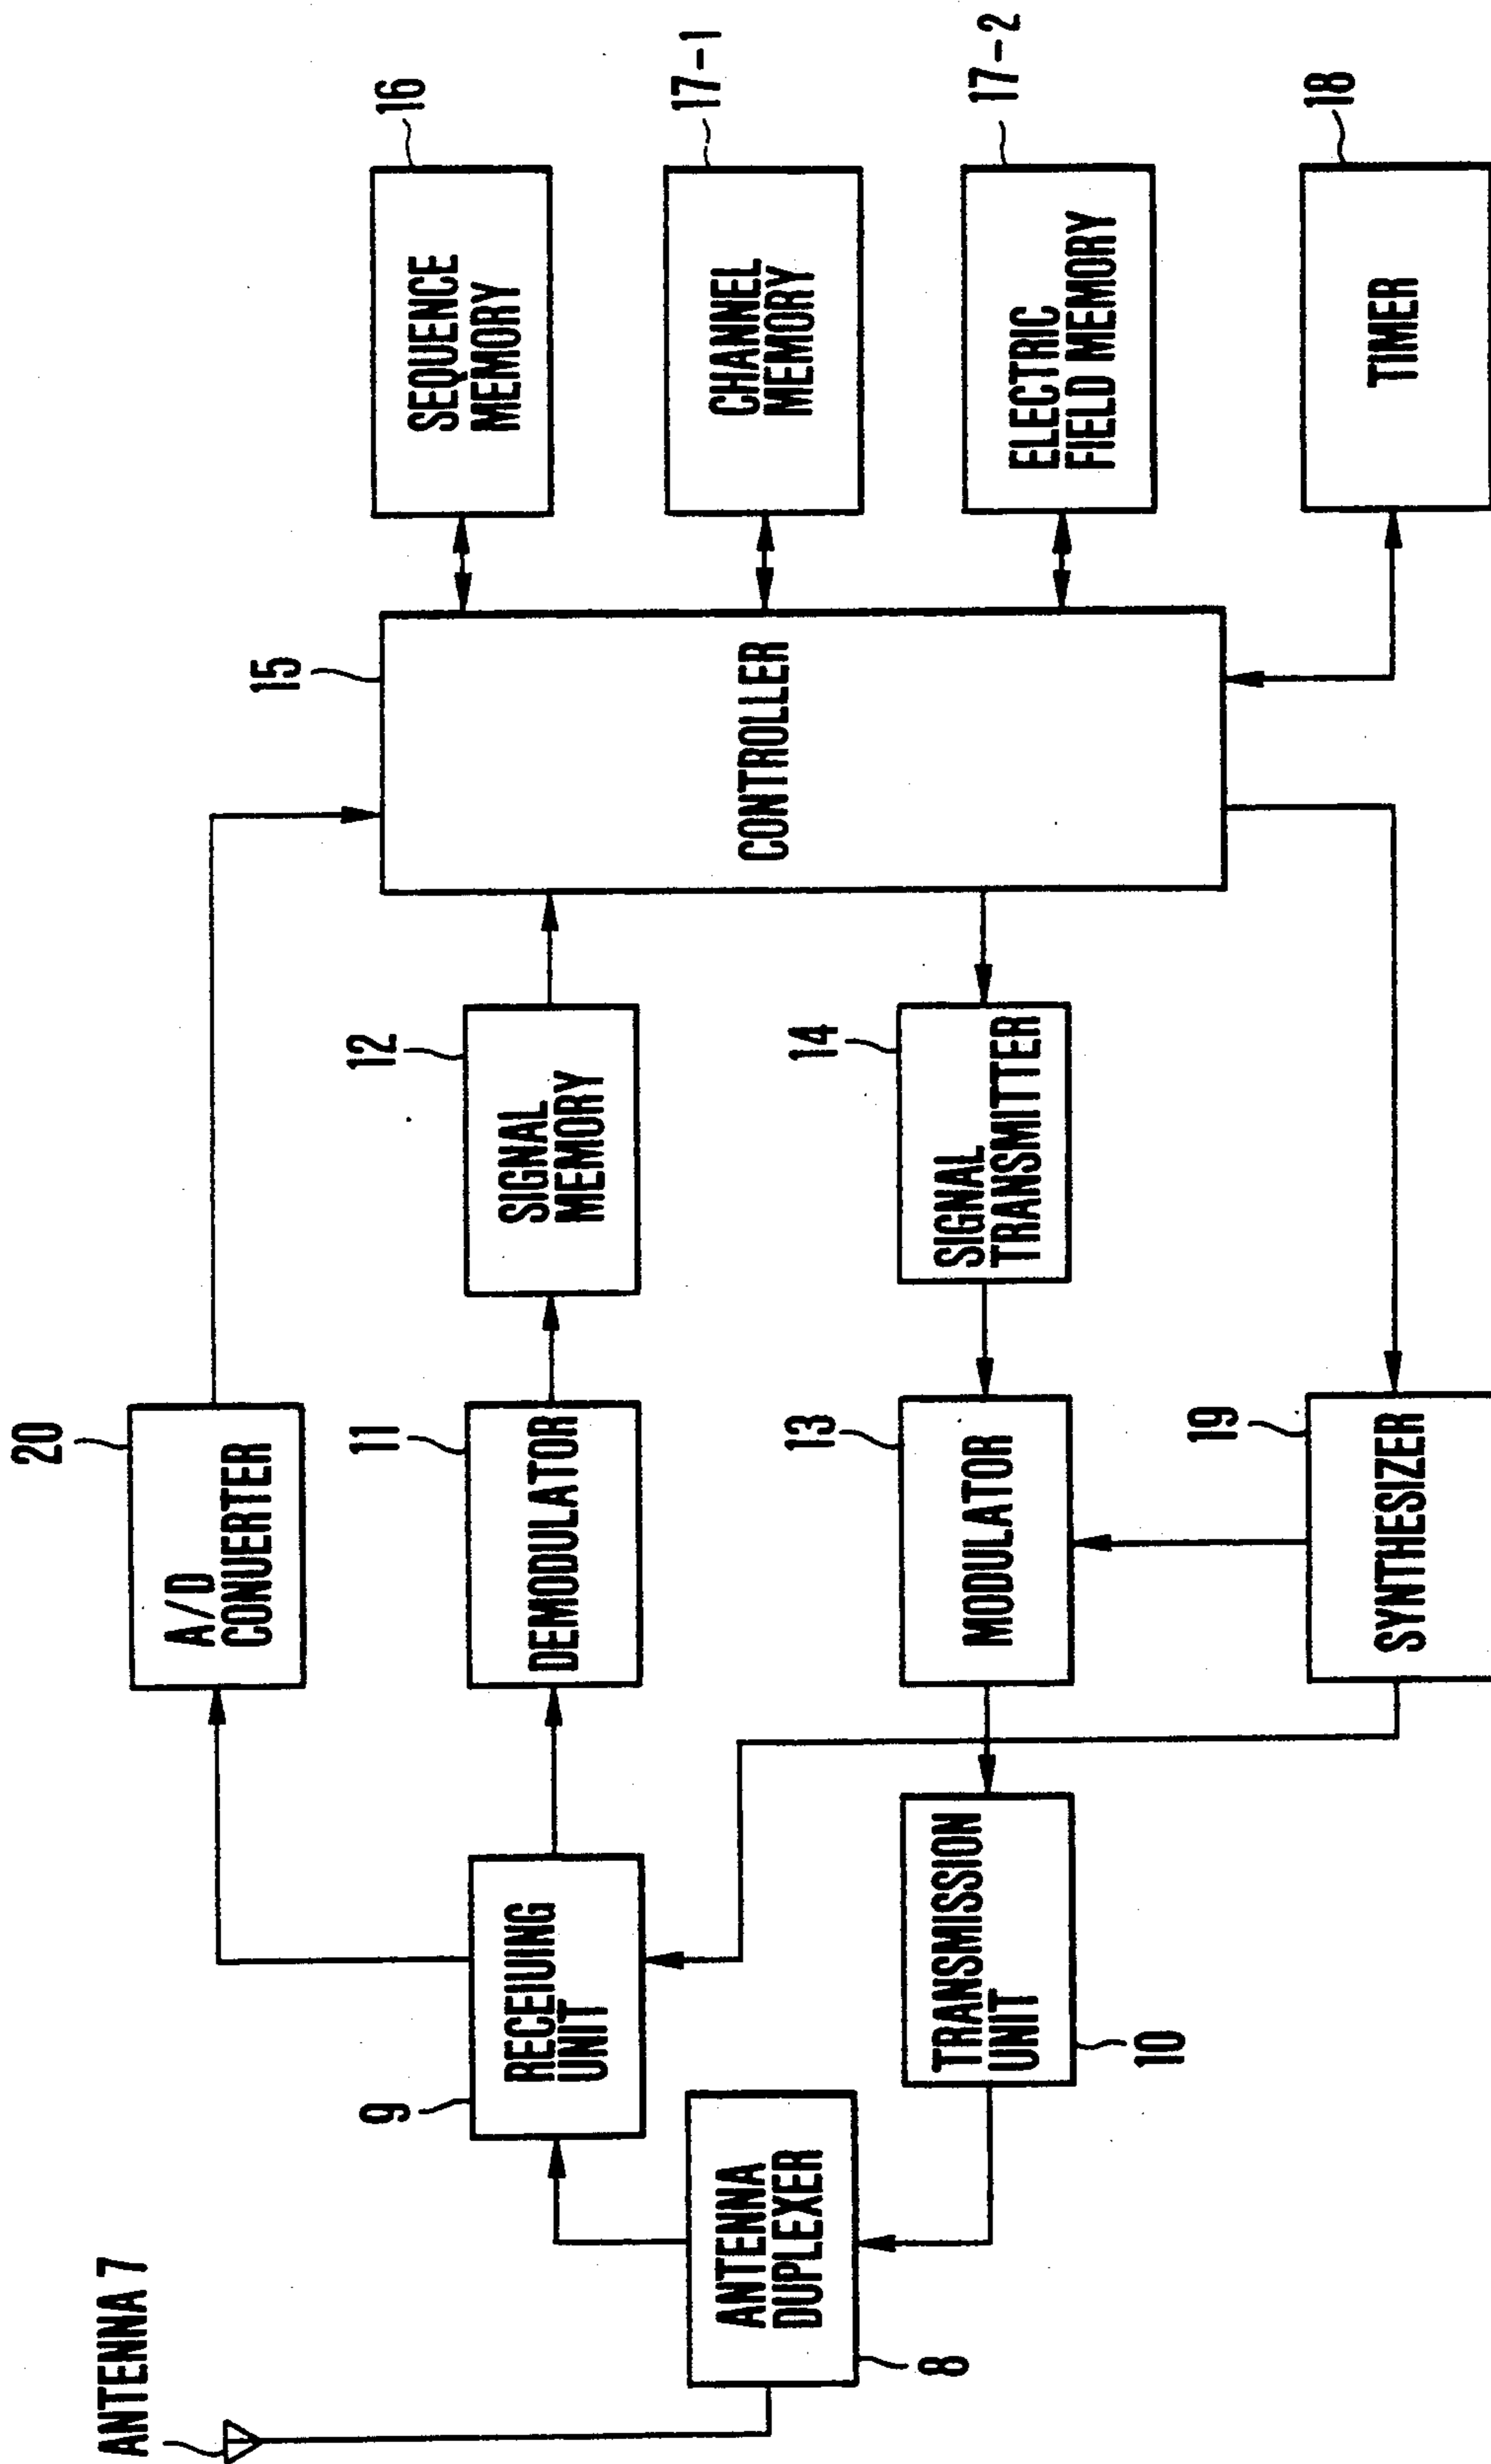 20
ANTENNA 7
A/D
CONVERTER
15
9
11
12
16
RECEIVING
UNIT
DEMODULATOR
SIGNAL
MEMORY
SEQUENCE
MEMORY
17-1
ANTENNA
DUPLEXER
CONTROLLER
CHANNEL
MEMORY
8
13
14
17-2
TRANSMISSION
UNIT
MODULATOR
SIGNAL
TRANSMITTER
ELECTRIC
FIELD MEMORY
10
19
18
SYNTHESIZER
TIMER